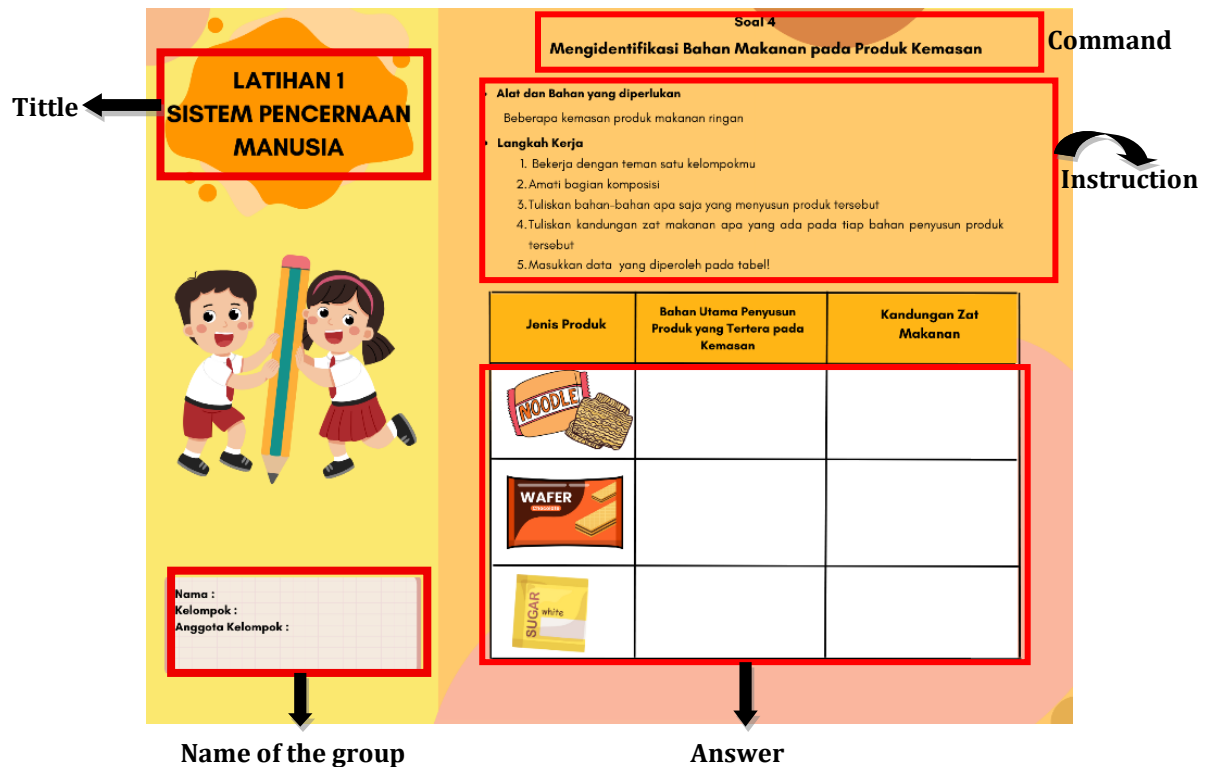 Tittle
LATIHAN 1
SISTEM PENCERNAAN
MANUSIA
Nama :
Kelompok :
Anggota Kelompok :
Name of the group
Soal 4
Mengidentifikasi Bahan Makanan pada Produk Kemasan
Command
• Alat dan Bahan yang diperlukan
Beberapa kemasan produk makanan ringan
• Langkah Kerja
1. Bekerja dengan teman satu kelompokmu
2. Amati bagian komposisi
3. Tuliskan bahan-bahan apa saja yang menyusun produk tersebut
4. Tuliskan kandungan zat makanan apa yang ada pada tiap bahan penyusun produk
tersebut
5. Masukkan data yang diperoleh pada tabel!
Instruction
Jenis Produk
Bahan Utama Penyusun
Produk yang Tertera pada
Kemasan
Kandungan Zat
Makanan
NOODLE
WAFER
Chocolate
SUGAR
white
Answer